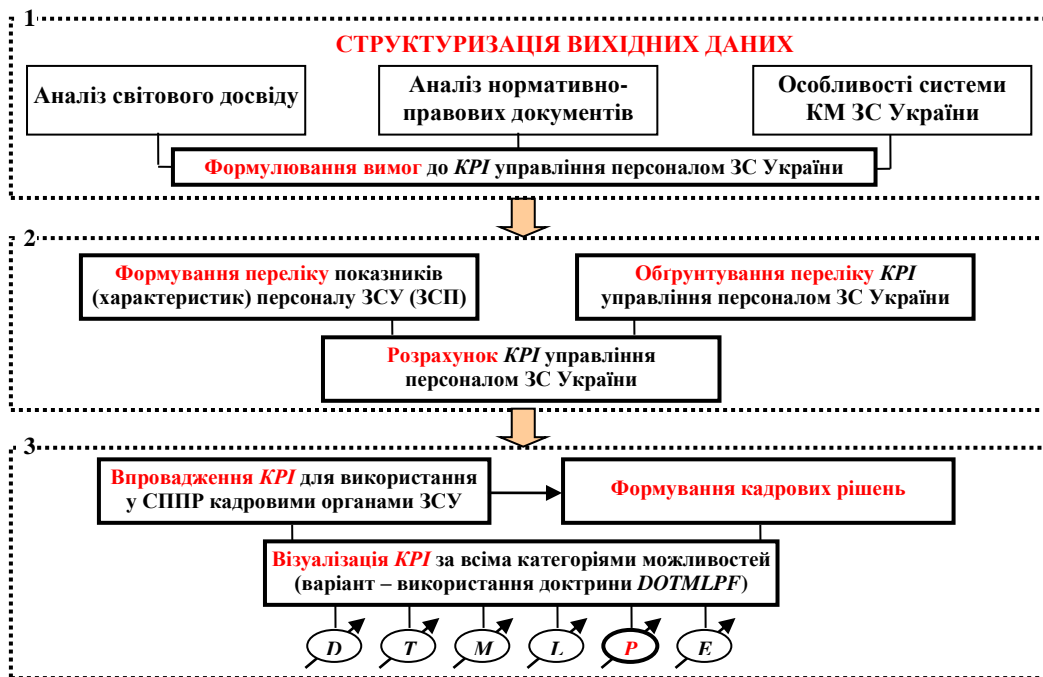 1
СТРУКТУРИЗАЦІЯ ВИХІДНИХ ДАНИХ
Аналіз світового досвіду
Аналіз нормативно-
правових документів
Особливості системи
КМ ЗС України
Формулювання вимог до KPI управління персоналом ЗС України
2
Формування переліку показників
(характеристик) персоналу ЗСУ (ЗСП)
Обґрунтування переліку KPI
управління персоналом ЗС України
Розрахунок KPI управління
персоналом ЗС України
3
Впровадження KPI для використання
у СППР кадровими органами ЗСУ
Формування кадрових рішень
Візуалізація KPI за всіма категоріями можливостей
(варіант – використання доктрини DOTMLPF)
D T M L P E